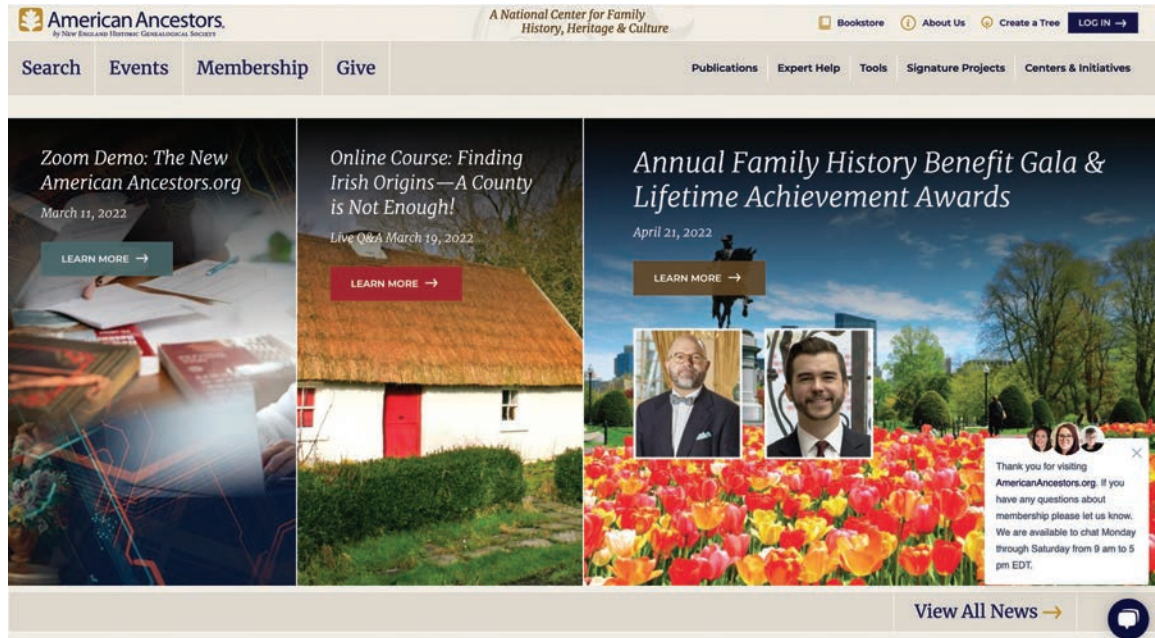 American Ancestors.
by New England Historic Genealogical Society
A National Center for Family
History, Heritage & Culture
Bookstore
About Us
Create a Tree
LOG IN →
Search
Events
Membership
Give
Publications
Expert Help
Tools
Signature Projects
Centers & Initiatives
Zoom Demo: The New
American Ancestors.org
March 11, 2022
LEARN MORE →
Online Course: Finding
Irish Origins—A County
is Not Enough!
Live Q&A March 19, 2022
LEARN MORE →
Annual Family History Benefit Gala &
Lifetime Achievement Awards
April 21, 2022
LEARN MORE →
Thank you for visiting
AmericanAncestors.org. If you
have any questions about
membership please let us know.
We are available to chat Monday
through Saturday from 9 am to 5
pm EDT.
View All News →